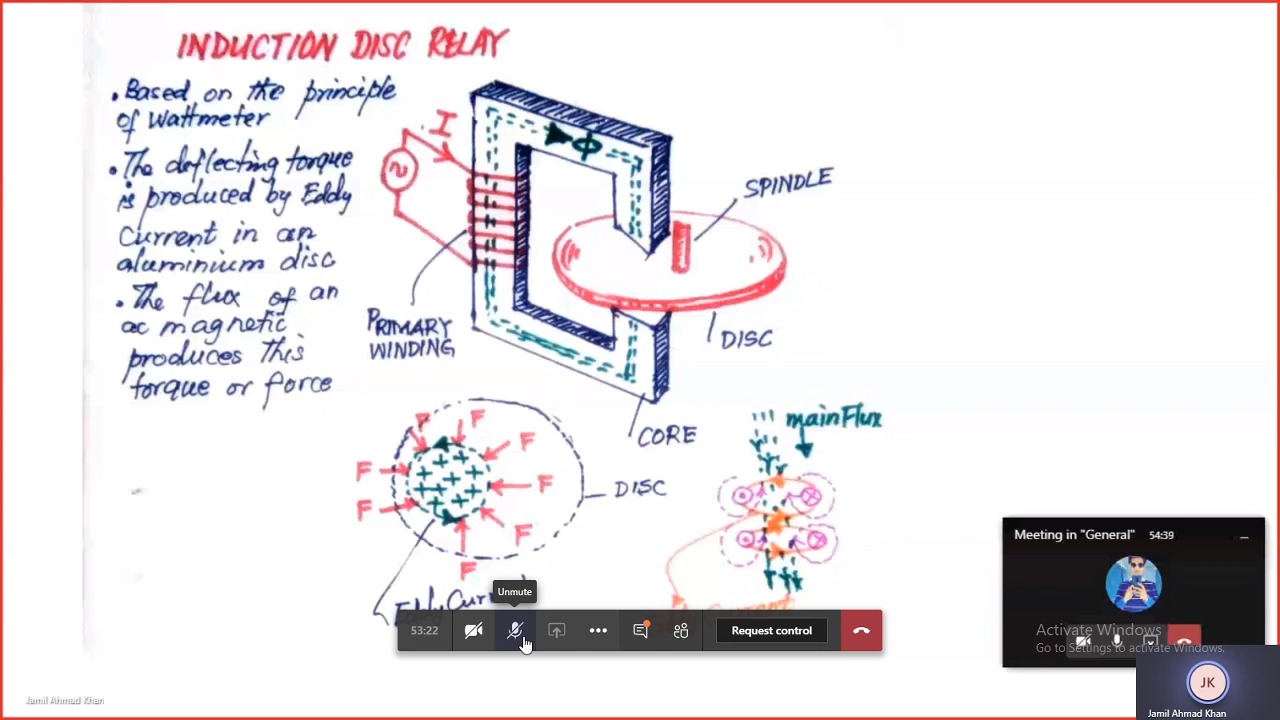 INDUCTION DISC RELAY
• Based on the principle
of Wattmeter
• The deflecting torque
is produced by Eddy
Current in an
aluminium disc
• The flux of an
ac magnetic
produces this
torque or force
I
Φ
SPINDLE
PRIMARY
WINDING
DISC
CORE
F
F
F
F
F
F
F
F
DISC
Eddy
main Flux
Meeting in "General" 54:39
Unmute
53:22
Request control
Activate Windows
Go to Settings to activate Windows.
JK
Jamil Ahmad Khan
Jamil Ahmad Khan